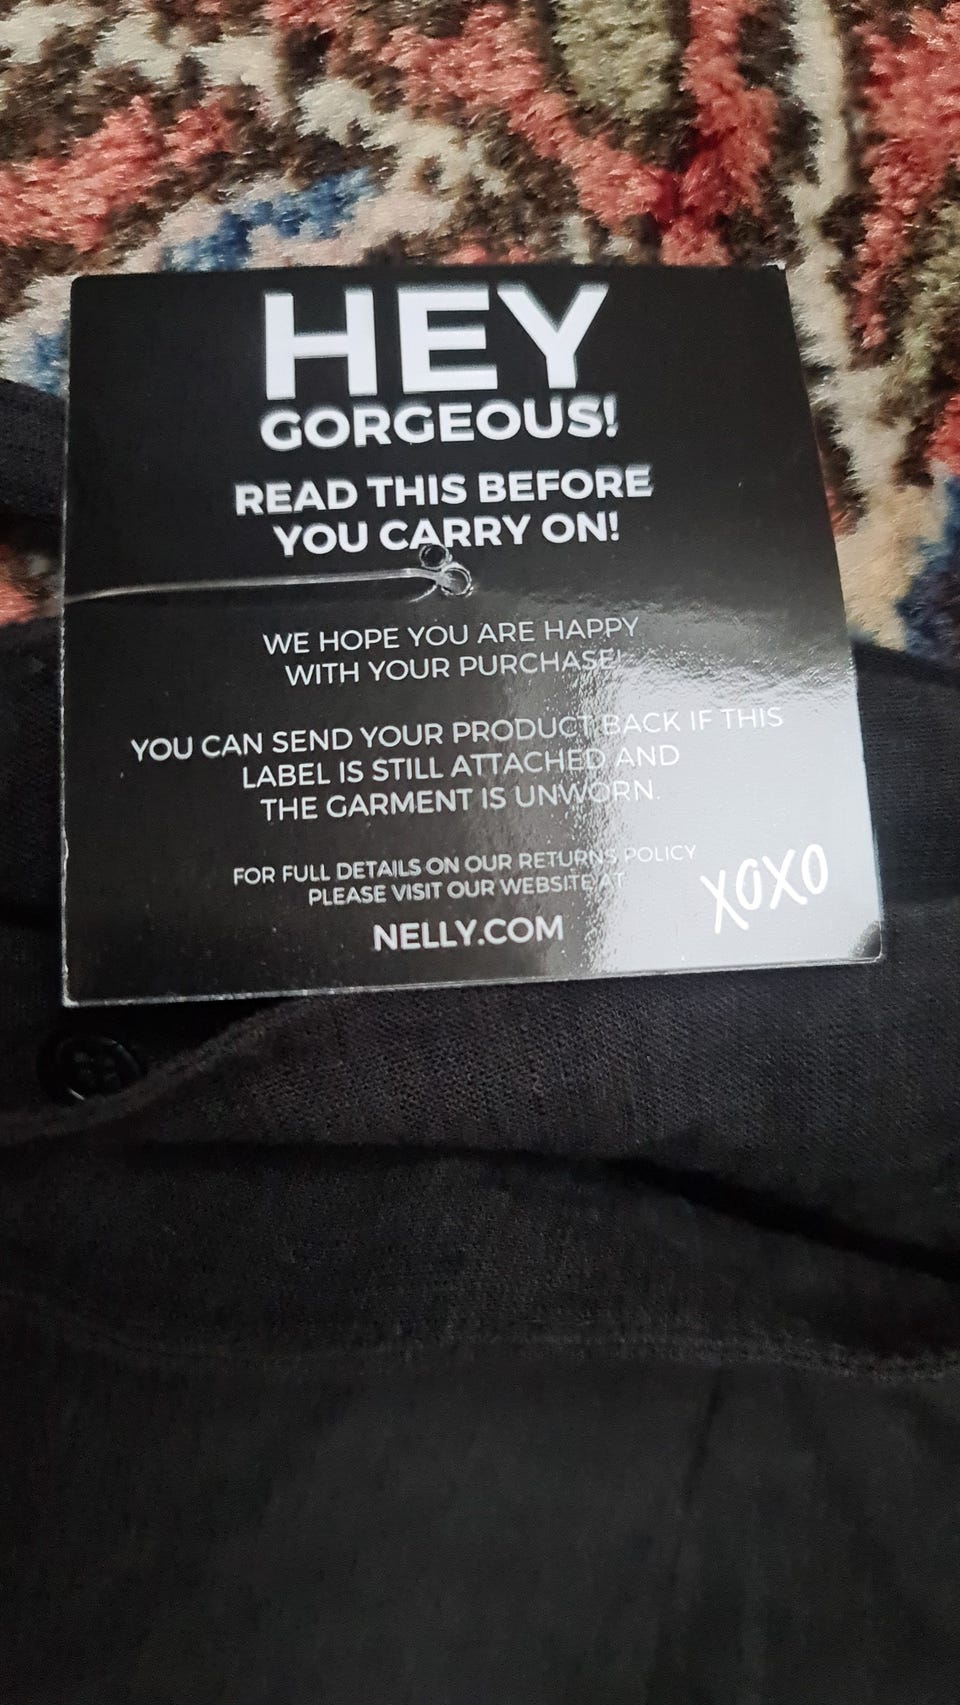 HEY
GORGEOUS!
READ THIS BEFORE
YOU CARRY ON!
WE HOPE YOU ARE HAPPY
WITH YOUR PURCHASE!
YOU CAN SEND YOUR PRODUCT BACK IF THIS
LABEL IS STILL ATTACHED AND
THE GARMENT IS UNWORN.
FOR FULL DETAILS ON OUR RETURNS POLICY
PLEASE VISIT OUR WEBSITE AT
NELLY.COM
XOXO